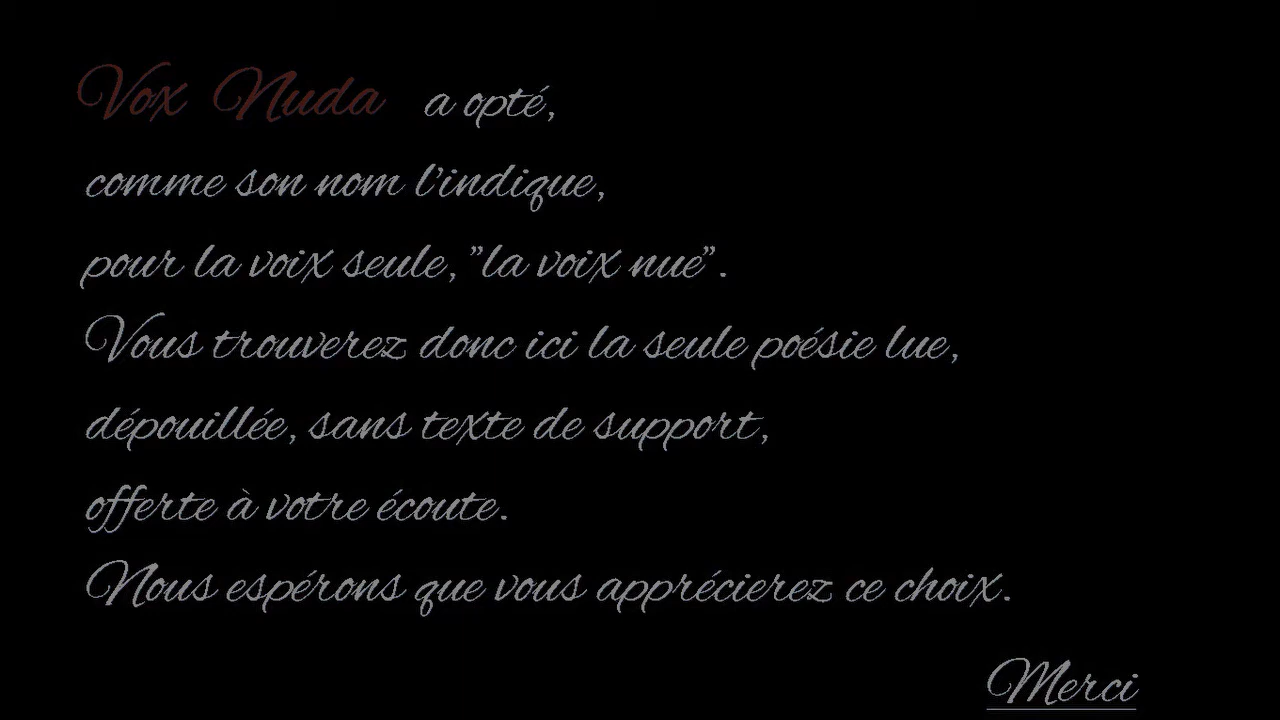 Vox Nuda a opté,
comme son nom l'indique,
pour la voix seule, "la voix nue".
Vous trouverez donc ici la seule poésie lue,
dépouillée, sans texte de support,
offerte à votre écoute.
Nous espérons que vous apprécierez ce choix.
Merci